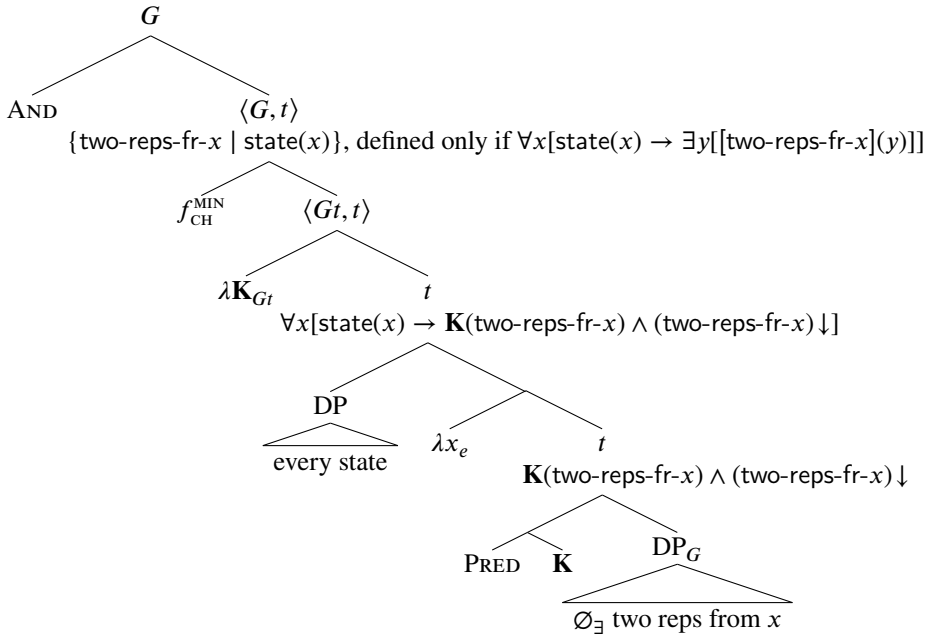 G
AND ⟨G, t⟩
{two-reps-fr-x | state(x)}, defined only if ∀x[state(x) → ∃y[[two-reps-fr-x](y)]]
f_CH^MIN ⟨Gt, t⟩
λK_Gt t
∀x[state(x) → K(two-reps-fr-x) ∧ (two-reps-fr-x)↓]
DP
every state
λx_e t
K(two-reps-fr-x) ∧ (two-reps-fr-x)↓
PRED K DP_G
∅_∃ two reps from x